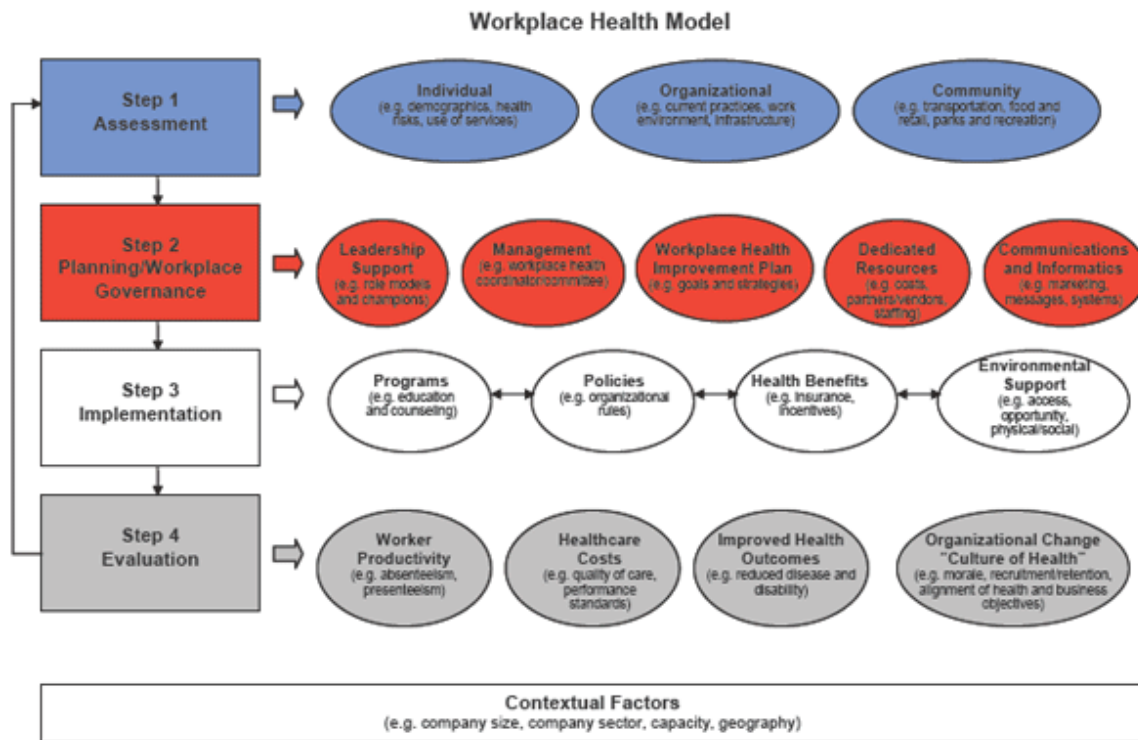 Workplace Health Model
Step 1
Assessment
Individual
(e.g. demographics, health
risks, use of services)
Organizational
(e.g. current practices, work
environment, infrastructure)
Community
(e.g. transportation, food and
retail, parks and recreation)
Step 2
Planning/Workplace
Governance
Leadership
Support
(e.g. role models
and champions)
Management
(e.g. workplace health
coordinator/committee)
Workplace Health
Improvement Plan
(e.g. goals and strategies)
Dedicated
Resources
(e.g. costs,
partners/vendors,
staffing)
Communications
and Informatics
(e.g. marketing,
messages, systems)
Step 3
Implementation
Programs
(e.g. education
and counseling)
Policies
(e.g. organizational
rules)
Health Benefits
(e.g. Insurance,
incentives)
Environmental
Support
(e.g. access,
opportunity,
physical/social)
Step 4
Evaluation
Worker
Productivity
(e.g. absenteeism,
presenteeism)
Healthcare
Costs
(e.g. quality of care,
performance
standards)
Improved Health
Outcomes
(e.g. reduced disease and
disability)
Organizational Change
"Culture of Health"
(e.g. morale, recruitment/retention,
alignment of health and business
objectives)
Contextual Factors
(e.g. company size, company sector, capacity, geography)